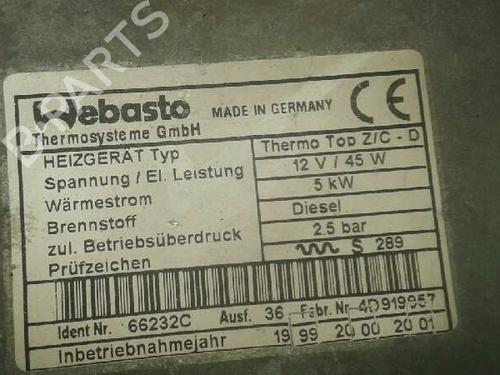 B-PARTS
Webasto MADE IN GERMANY CE
Thermosysteme GmbH
HEIZGERÄT Typ Thermo Top Z/C - D
Spannung / El. Leistung 12 V / 45 W
Wärmestrom 5 kW
Brennstoff Diesel
zul. Betriebsüberdruck 2.5 bar
Prüfzeichen S 289
Ident Nr. 66232C Ausf. 36 Fabr. Nr 4D919957
Inbetriebnahmejahr 19 99 20 00 20 01